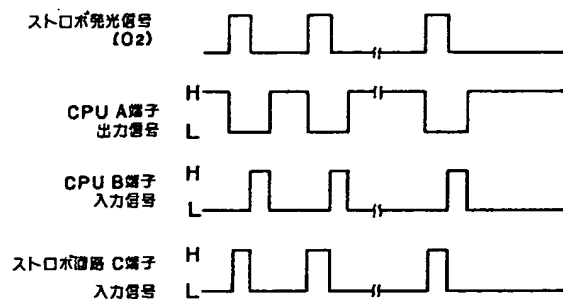 ストロボ発光信号
(O2)
H
CPU A端子
出力信号
L
H
CPU B端子
入力信号
L
H
ストロボ回路 C端子
入力信号
L